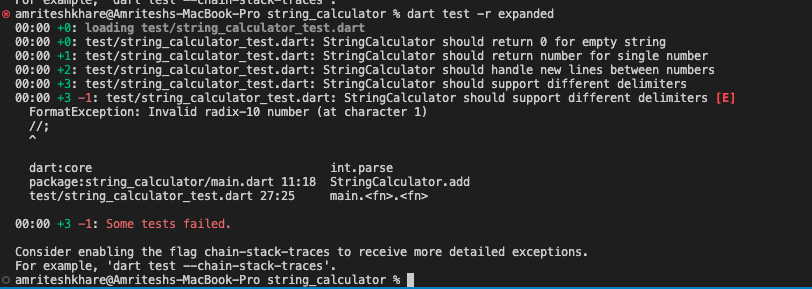 For example, 'dart test --chain-stack-traces'.
amriteshkhare@Amriteshs-MacBook-Pro string_calculator % dart test -r expanded
00:00 +0: loading test/string_calculator_test.dart
00:00 +0: test/string_calculator_test.dart: StringCalculator should return 0 for empty string
00:00 +1: test/string_calculator_test.dart: StringCalculator should return number for single number
00:00 +2: test/string_calculator_test.dart: StringCalculator should handle new lines between numbers
00:00 +3: test/string_calculator_test.dart: StringCalculator should support different delimiters
00:00 +3 -1: test/string_calculator_test.dart: StringCalculator should support different delimiters [E]
FormatException: Invalid radix-10 number (at character 1)
//;
^
dart:core int.parse
package:string_calculator/main.dart 11:18 StringCalculator.add
test/string_calculator_test.dart 27:25 main.<fn>.<fn>
00:00 +3 -1: Some tests failed.
Consider enabling the flag chain-stack-traces to receive more detailed exceptions.
For example, 'dart test --chain-stack-traces'.
amriteshkhare@Amriteshs-MacBook-Pro string_calculator %